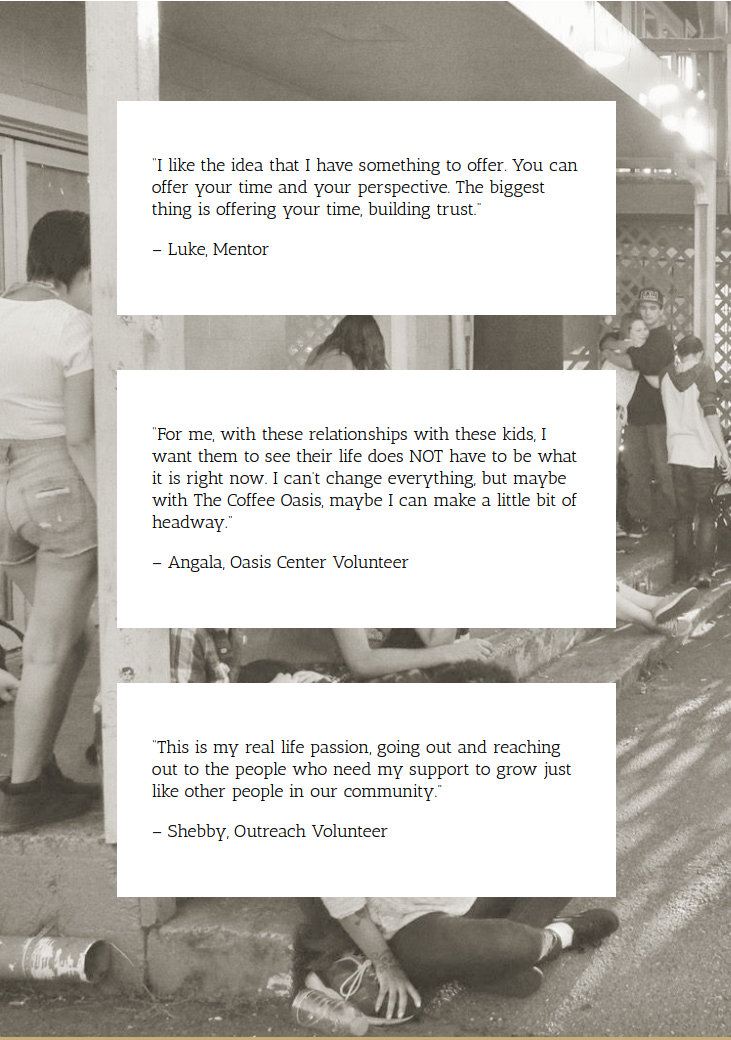 "I like the idea that I have something to offer. You can
offer your time and your perspective. The biggest
thing is offering your time, building trust."
– Luke, Mentor
"For me, with these relationships with these kids, I
want them to see their life does NOT have to be what
it is right now. I can't change everything, but maybe
with The Coffee Oasis, maybe I can make a little bit of
headway."
– Angala, Oasis Center Volunteer
"This is my real life passion, going out and reaching
out to the people who need my support to grow just
like other people in our community."
– Shebby, Outreach Volunteer